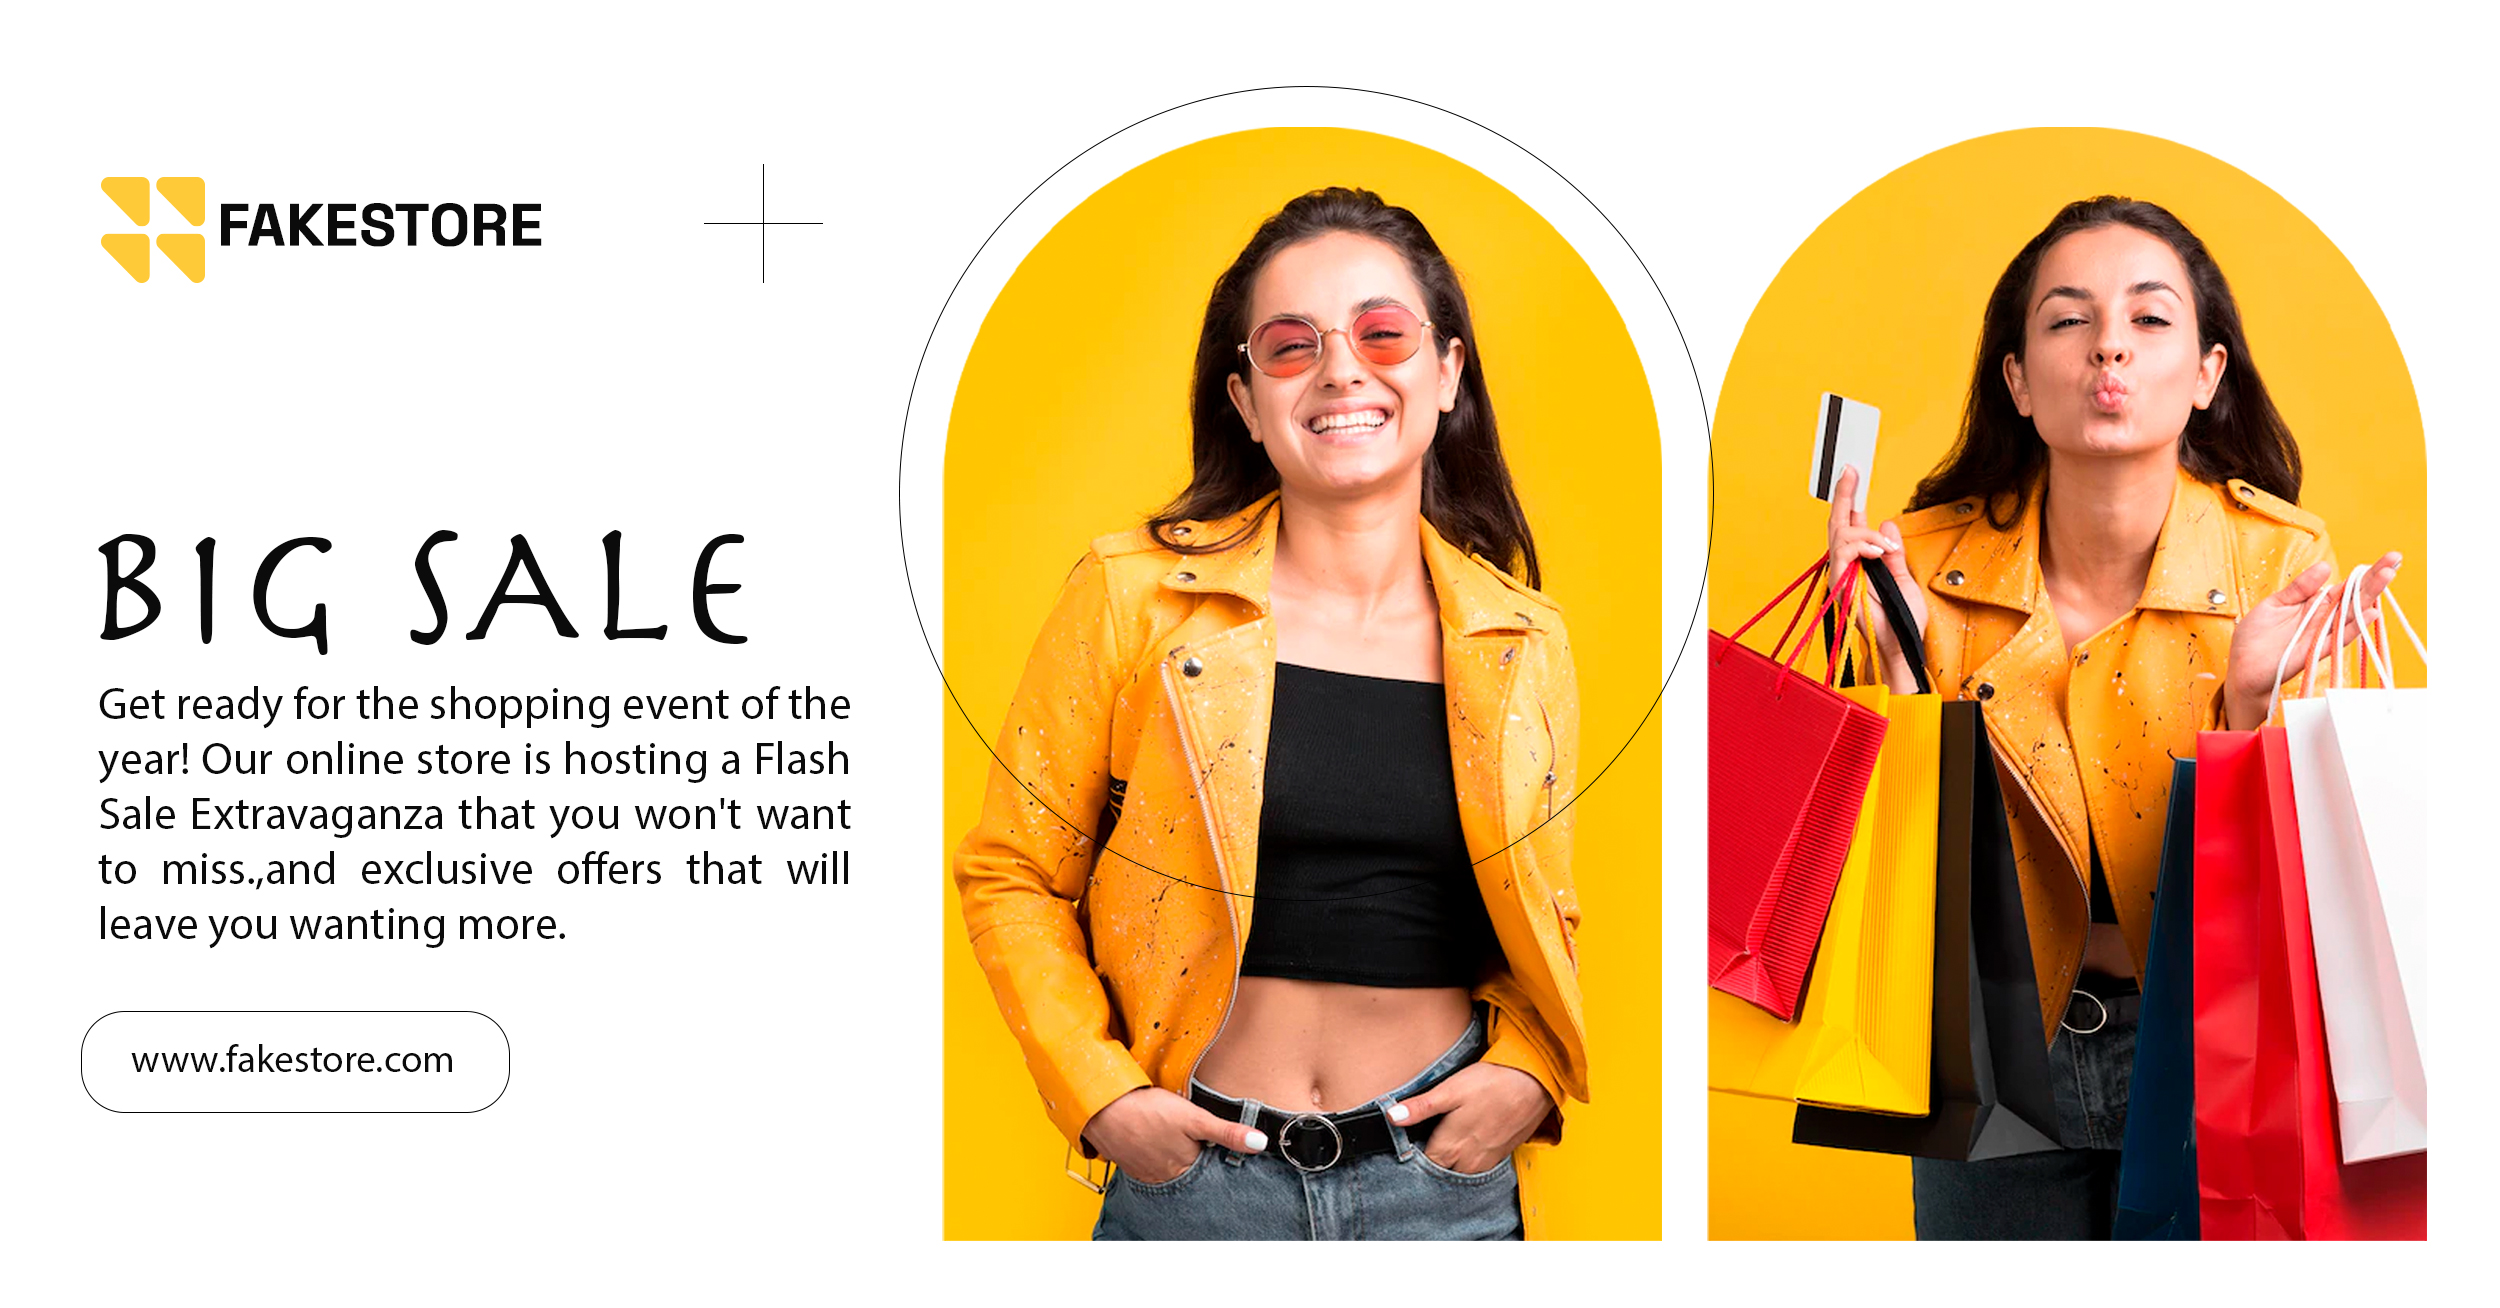 FAKESTORE
BIG SALE
Get ready for the shopping event of the
year! Our online store is hosting a Flash
Sale Extravaganza that you won't want
to miss.,and exclusive offers that will
leave you wanting more.
www.fakestore.com